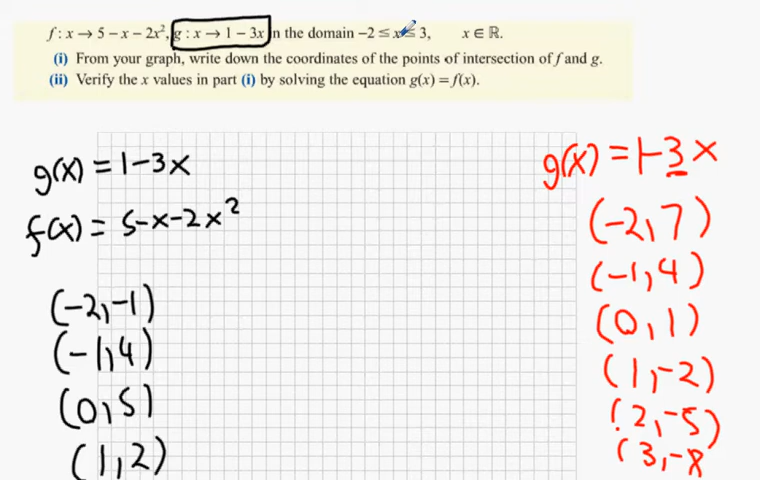 f : x → 5 − x − 2x², g : x → 1 − 3x in the domain −2 ≤ x ≤ 3, x ∈ ℝ.
(i) From your graph, write down the coordinates of the points of intersection of f and g.
(ii) Verify the x values in part (i) by solving the equation g(x) = f(x).
g(x) = 1-3x
f(x) = 5-x-2x²
(-2,-1)
(-1,4)
(0,5)
(1,2)
g(x) = 1-3x
(-2,7)
(-1,4)
(0,1)
(1,-2)
(2,-5)
(3,-8